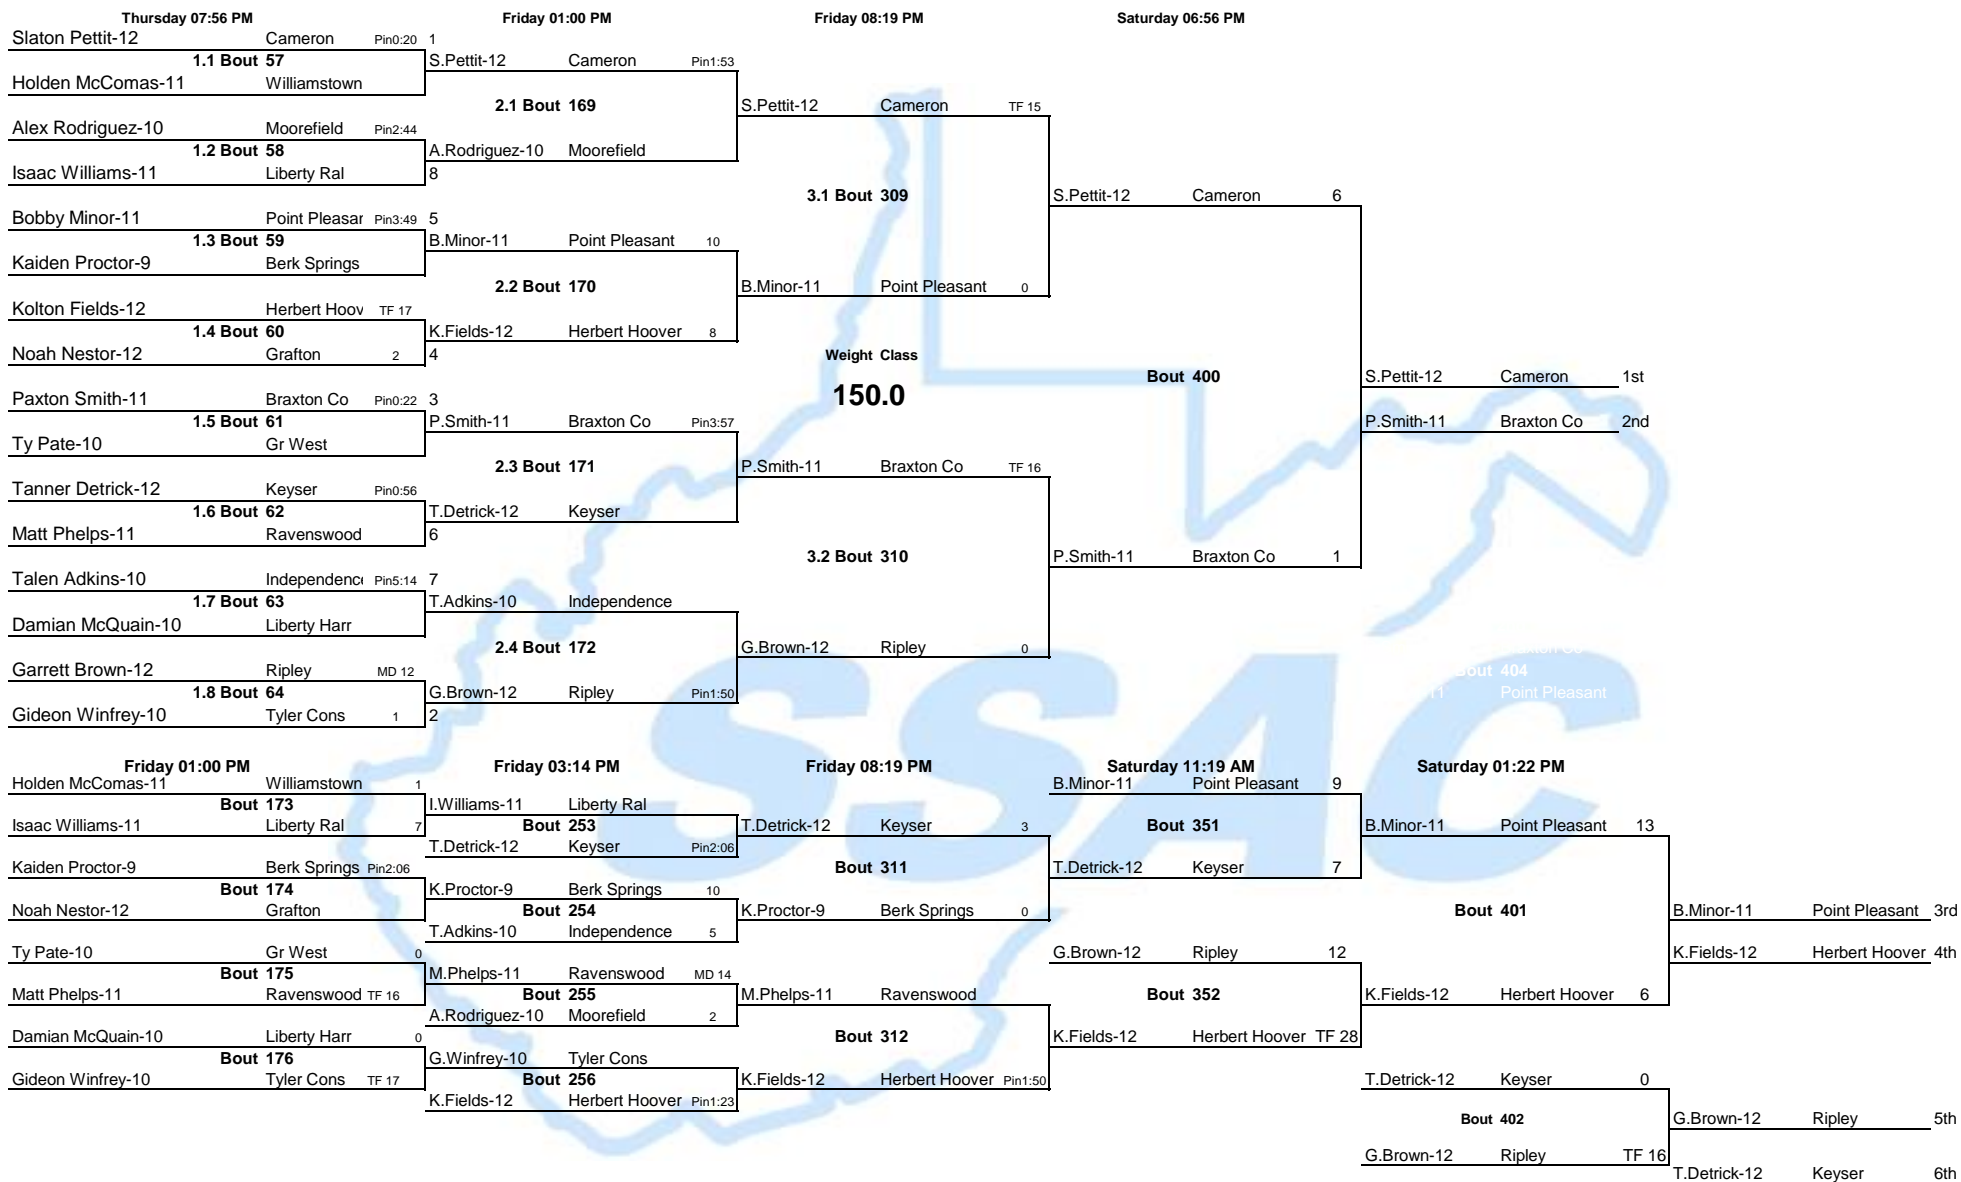 Thursday 07:56 PM Friday 01:00 PM Friday 08:19 PM Saturday 06:56 PM
Slaton Pettit-12 Cameron Pin0:20 1
1.1 Bout 57
Holden McComas-11 Williamstown
S.Pettit-12 Cameron Pin1:53
2.1 Bout 169
Alex Rodriguez-10 Moorefield Pin2:44
1.2 Bout 58
Isaac Williams-11 Liberty Ral 8
A.Rodriguez-10 Moorefield
S.Pettit-12 Cameron TF 15
3.1 Bout 309
Bobby Minor-11 Point Pleasar Pin3:49 5
1.3 Bout 59
Kaiden Proctor-9 Berk Springs
B.Minor-11 Point Pleasant 10
2.2 Bout 170
Kolton Fields-12 Herbert Hoov TF 17
1.4 Bout 60
Noah Nestor-12 Grafton 2 4
K.Fields-12 Herbert Hoover 8
B.Minor-11 Point Pleasant 0
S.Pettit-12 Cameron 6
Weight Class
150.0
Bout 400
S.Pettit-12 Cameron 1st
P.Smith-11 Braxton Co 2nd
Paxton Smith-11 Braxton Co Pin0:22 3
1.5 Bout 61
Ty Pate-10 Gr West
P.Smith-11 Braxton Co Pin3:57
2.3 Bout 171
Tanner Detrick-12 Keyser Pin0:56
1.6 Bout 62
Matt Phelps-11 Ravenswood 6
T.Detrick-12 Keyser
P.Smith-11 Braxton Co TF 16
3.2 Bout 310
P.Smith-11 Braxton Co 1
Talen Adkins-10 Independence Pin5:14 7
1.7 Bout 63
Damian McQuain-10 Liberty Harr
T.Adkins-10 Independence
2.4 Bout 172
Garrett Brown-12 Ripley MD 12
1.8 Bout 64
Gideon Winfrey-10 Tyler Cons 1 2
G.Brown-12 Ripley Pin1:50
G.Brown-12 Ripley 0
Bout 404
Point Pleasant
SSAC
Friday 01:00 PM Friday 03:14 PM Friday 08:19 PM Saturday 11:19 AM Saturday 01:22 PM
Holden McComas-11 Williamstown 1
Bout 173
Isaac Williams-11 Liberty Ral 7
I.Williams-11 Liberty Ral
Bout 253
T.Detrick-12 Keyser Pin2:06
Kaiden Proctor-9 Berk Springs Pin2:06
Bout 174
Noah Nestor-12 Grafton
K.Proctor-9 Berk Springs 10
Bout 254
T.Adkins-10 Independence 5
T.Detrick-12 Keyser 3
Bout 311
K.Proctor-9 Berk Springs 0
B.Minor-11 Point Pleasant 9
Bout 351
T.Detrick-12 Keyser 7
B.Minor-11 Point Pleasant 13
Bout 401
B.Minor-11 Point Pleasant 3rd
K.Fields-12 Herbert Hoover 4th
Ty Pate-10 Gr West 0
Bout 175
Matt Phelps-11 Ravenswood TF 16
M.Phelps-11 Ravenswood MD 14
Bout 255
A.Rodriguez-10 Moorefield 2
Damian McQuain-10 Liberty Harr 0
Bout 176
Gideon Winfrey-10 Tyler Cons TF 17
G.Winfrey-10 Tyler Cons
Bout 256
K.Fields-12 Herbert Hoover Pin1:23
M.Phelps-11 Ravenswood
Bout 312
K.Fields-12 Herbert Hoover Pin1:50
G.Brown-12 Ripley 12
Bout 352
K.Fields-12 Herbert Hoover TF 28
K.Fields-12 Herbert Hoover 6
T.Detrick-12 Keyser 0
Bout 402
G.Brown-12 Ripley TF 16
G.Brown-12 Ripley 5th
T.Detrick-12 Keyser 6th